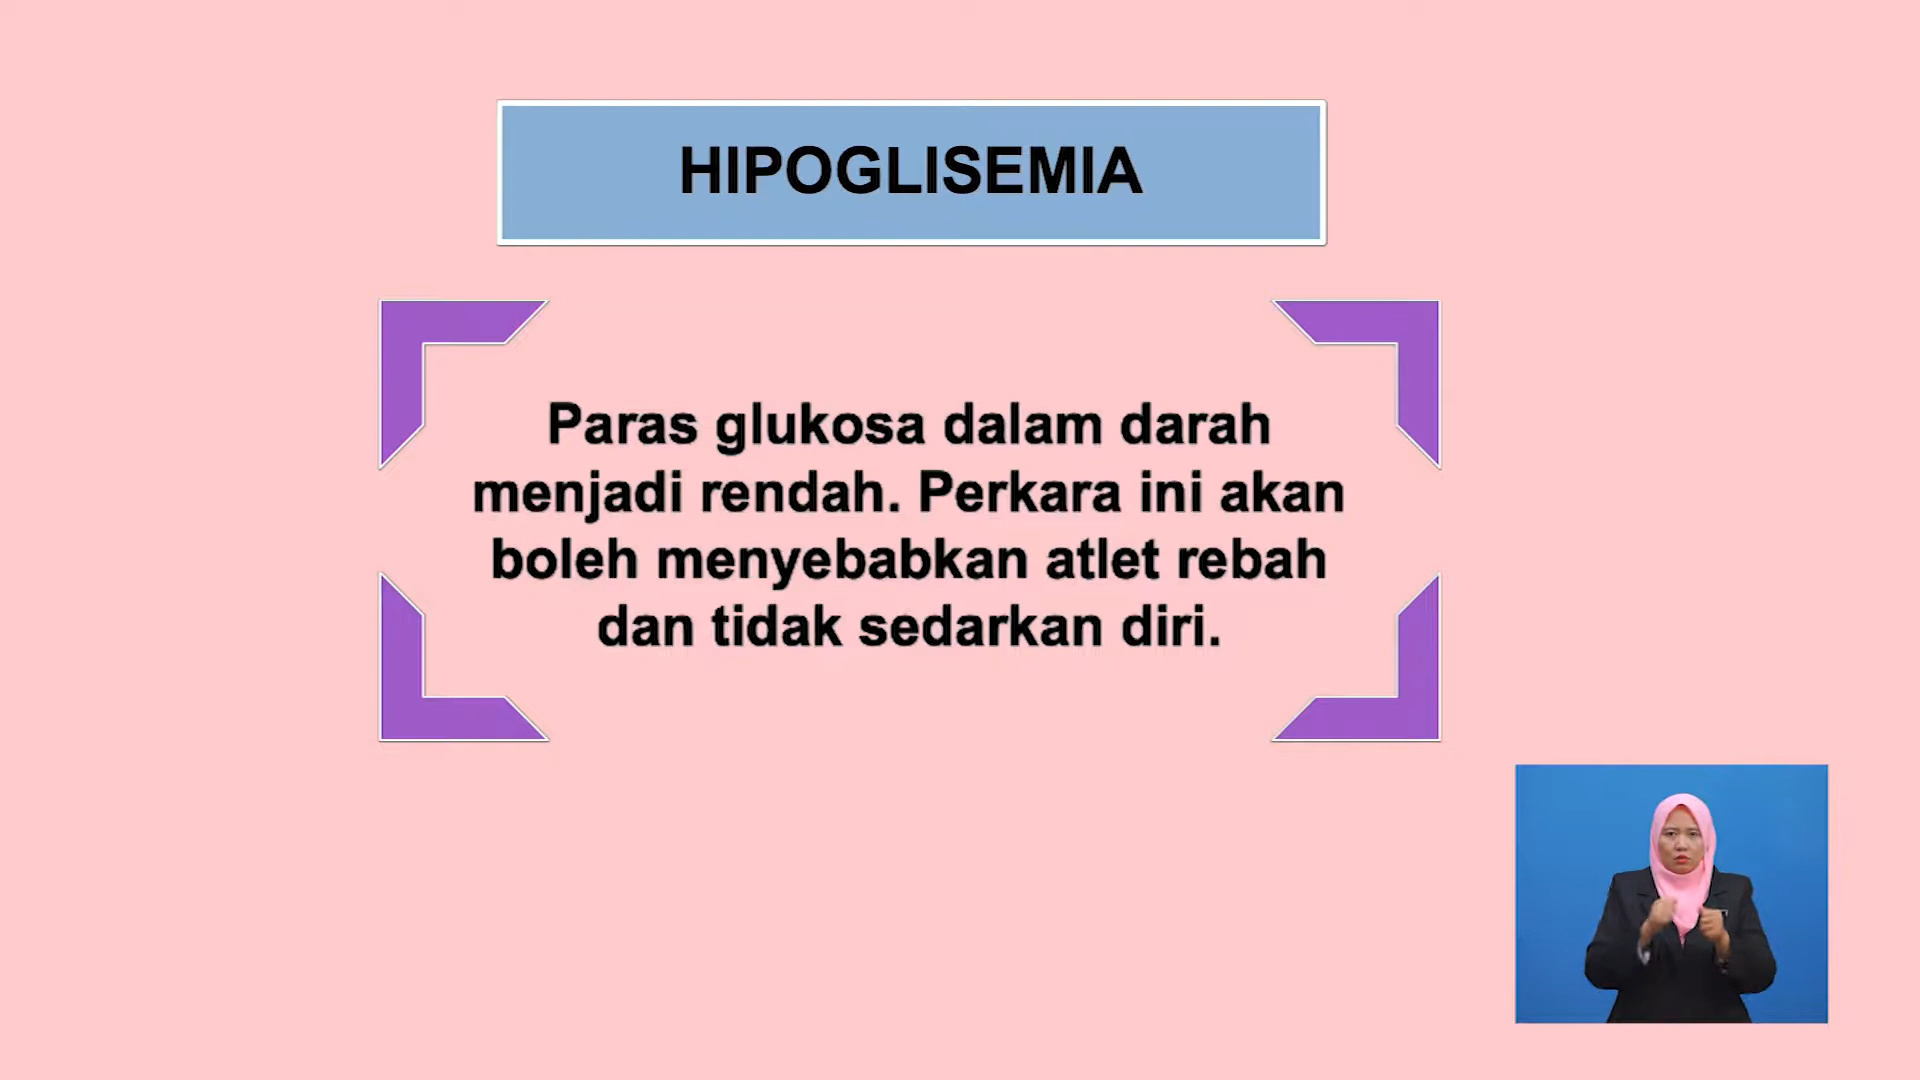 HIPOGLISEMIA
Paras glukosa dalam darah
menjadi rendah. Perkara ini akan
boleh menyebabkan atlet rebah
dan tidak sedarkan diri.